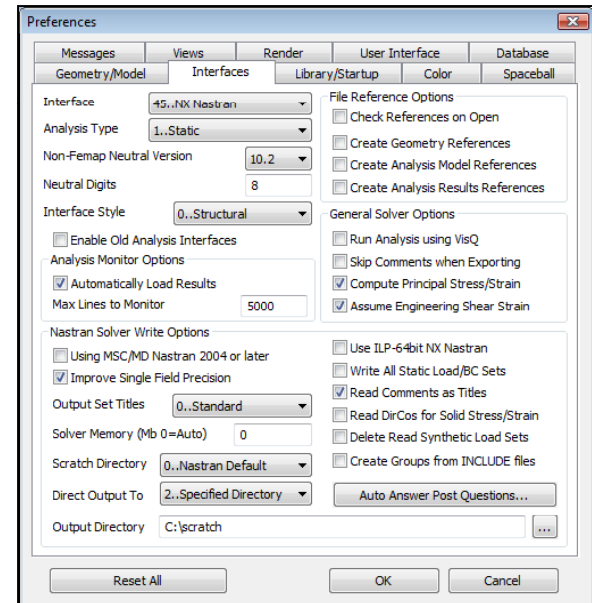 Preferences
Messages
Views
Render
User Interface
Database
Geometry/Model
Interfaces
Library/Startup
Color
Spaceball
Interface
45..NX Nastran
Analysis Type
1..Static
Non-Femap Neutral Version
10.2
Neutral Digits
8
Interface Style
0..Structural
Enable Old Analysis Interfaces
Analysis Monitor Options
Automatically Load Results
Max Lines to Monitor
5000
File Reference Options
Check References on Open
Create Geometry References
Create Analysis Model References
Create Analysis Results References
General Solver Options
Run Analysis using VisQ
Skip Comments when Exporting
Compute Principal Stress/Strain
Assume Engineering Shear Strain
Nastran Solver Write Options
Using MSC/MD Nastran 2004 or later
Improve Single Field Precision
Output Set Titles
0..Standard
Solver Memory (Mb 0=Auto)
0
Scratch Directory
0..Nastran Default
Direct Output To
2..Specified Directory
Output Directory
C:\scratch
...
Use ILP-64bit NX Nastran
Write All Static Load/BC Sets
Read Comments as Titles
Read DirCos for Solid Stress/Strain
Delete Read Synthetic Load Sets
Create Groups from INCLUDE files
Auto Answer Post Questions...
Reset All
OK
Cancel